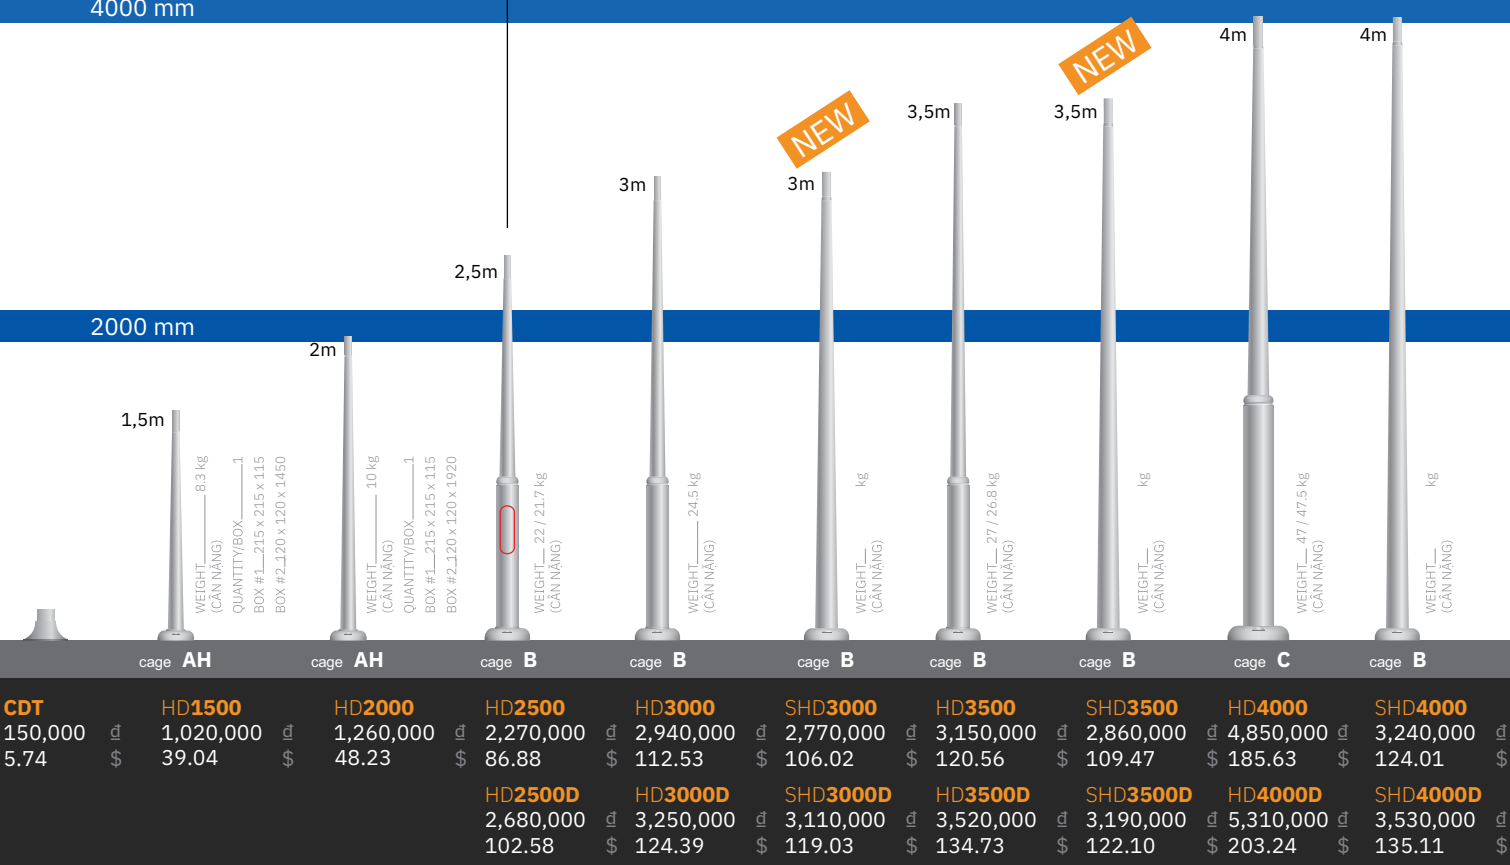 4000 mm
NEW
NEW
4m
4m
3,5m
3,5m
3m
3m
2,5m
2000 mm
2m
1,5m
WEIGHT 8.3 kg
(CÂN NẶNG)
QUANTITY/BOX 1
BOX #1 215 x 215 x 115
BOX #2 120 x 120 x 1450
WEIGHT 10 kg
(CÂN NẶNG)
QUANTITY/BOX 1
BOX #1 215 x 215 x 115
BOX #2 120 x 120 x 1920
WEIGHT 22 / 21.7 kg
(CÂN NẶNG)
WEIGHT 24.5 kg
(CÂN NẶNG)
WEIGHT kg
(CÂN NẶNG)
WEIGHT 27 / 26.8 kg
(CÂN NẶNG)
WEIGHT kg
(CÂN NẶNG)
WEIGHT 47 / 47.5 kg
(CÂN NẶNG)
WEIGHT kg
(CÂN NẶNG)
cage AH
cage AH
cage B
cage B
cage B
cage B
cage B
cage C
cage B
CDT
150,000 ₫
5.74 $
HD1500
1,020,000 ₫
39.04 $
HD2000
1,260,000 ₫
48.23 $
HD2500
2,270,000 ₫
86.88 $
HD3000
2,940,000 ₫
112.53 $
SHD3000
2,770,000 ₫
106.02 $
HD3500
3,150,000 ₫
120.56 $
SHD3500
2,860,000 ₫
109.47 $
HD4000
4,850,000 ₫
185.63 $
SHD4000
3,240,000 ₫
124.01 $
HD2500D
2,680,000 ₫
102.58 $
HD3000D
3,250,000 ₫
124.39 $
SHD3000D
3,110,000 ₫
119.03 $
HD3500D
3,520,000 ₫
134.73 $
SHD3500D
3,190,000 ₫
122.10 $
HD4000D
5,310,000 ₫
203.24 $
SHD4000D
3,530,000 ₫
135.11 $